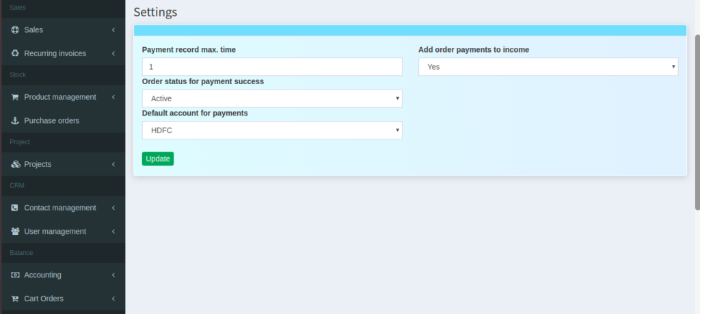 Sales
Sales
Recurring invoices
Stock
Product management
Purchase orders
Project
Projects
CRM
Contact management
User management
Balance
Accounting
Cart Orders
Settings
Payment record max. time
1
Add order payments to income
Yes
Order status for payment success
Active
Default account for payments
HDFC
Update